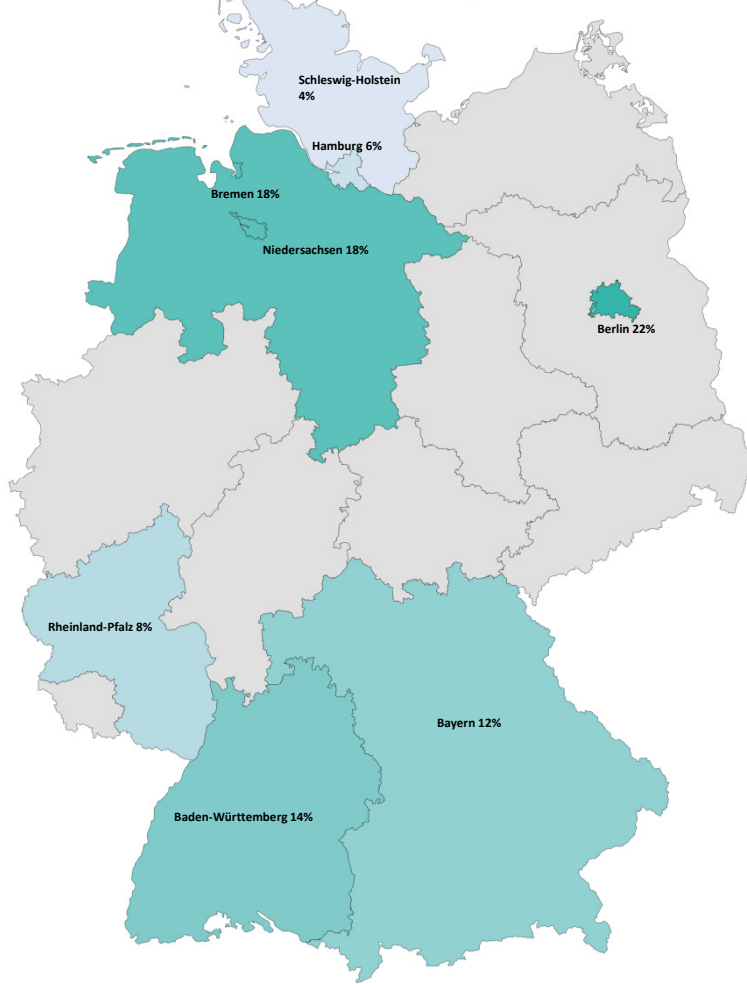 Schleswig-Holstein
4%
Hamburg 6%
Bremen 18%
Niedersachsen 18%
Berlin 22%
Rheinland-Pfalz 8%
Bayern 12%
Baden-Württemberg 14%